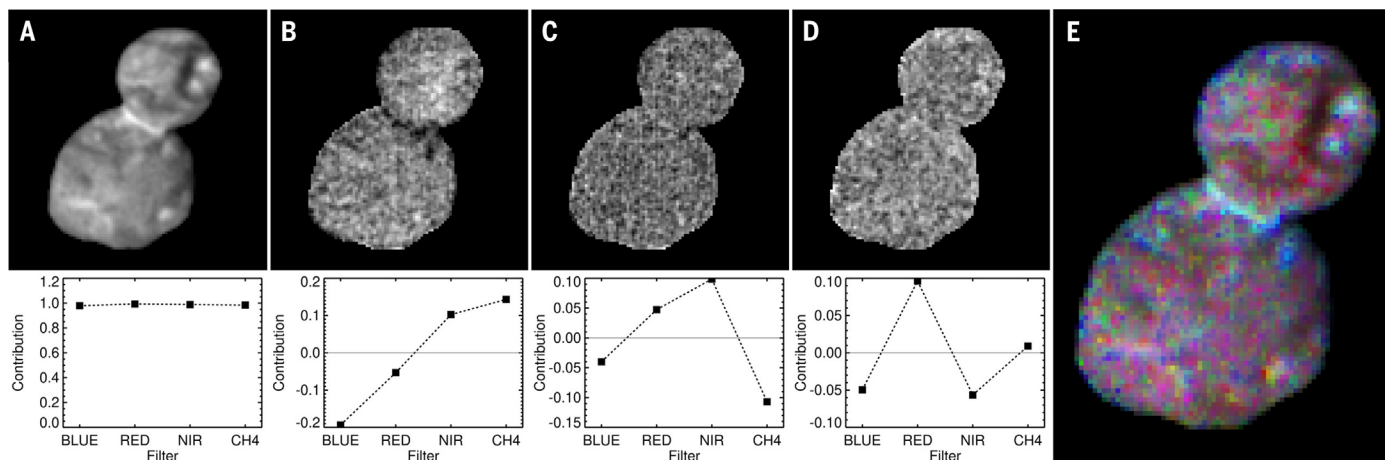 A B C D E
1.2
1.0
0.8
0.6
0.4
0.2
0.0
Contribution
BLUE RED NIR CH4
Filter
0.2
0.1
0.0
-0.1
-0.2
Contribution
BLUE RED NIR CH4
Filter
0.10
0.05
0.00
-0.05
-0.10
-0.15
Contribution
BLUE RED NIR CH4
Filter
0.10
0.05
0.00
-0.05
-0.10
Contribution
BLUE RED NIR CH4
Filter